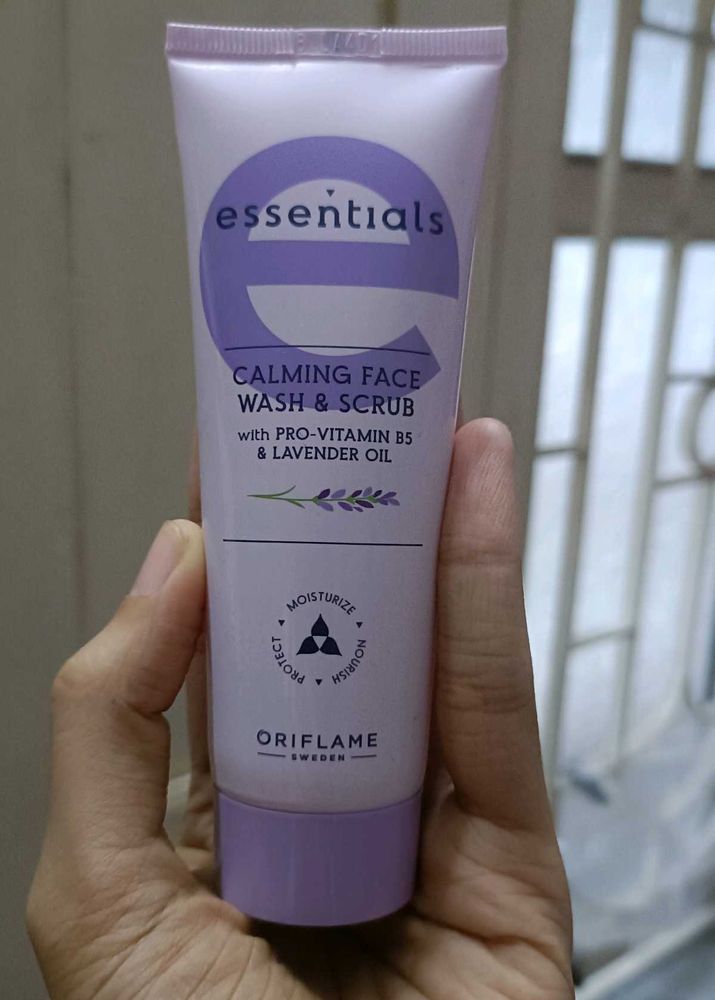 essentials
CALMING FACE
WASH & SCRUB
with PRO-VITAMIN B5
& LAVENDER OIL
MOISTURIZE
NOURISH
PROTECT
ORIFLAME
SWEDEN